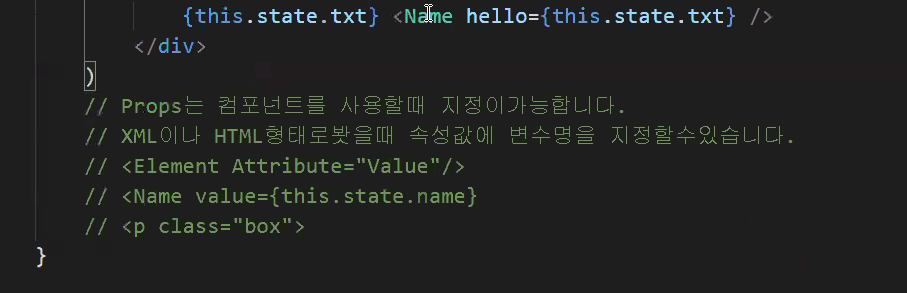 {this.state.txt} <Name hello={this.state.txt} />
</div>
)
// Props는 컴포넌트를 사용할때 지정이가능합니다.
// XML이나 HTML형태로봣을때 속성값에 변수명을 지정할수있습니다.
// <Element Attribute="Value"/>
// <Name value={this.state.name}
// <p class="box">
}